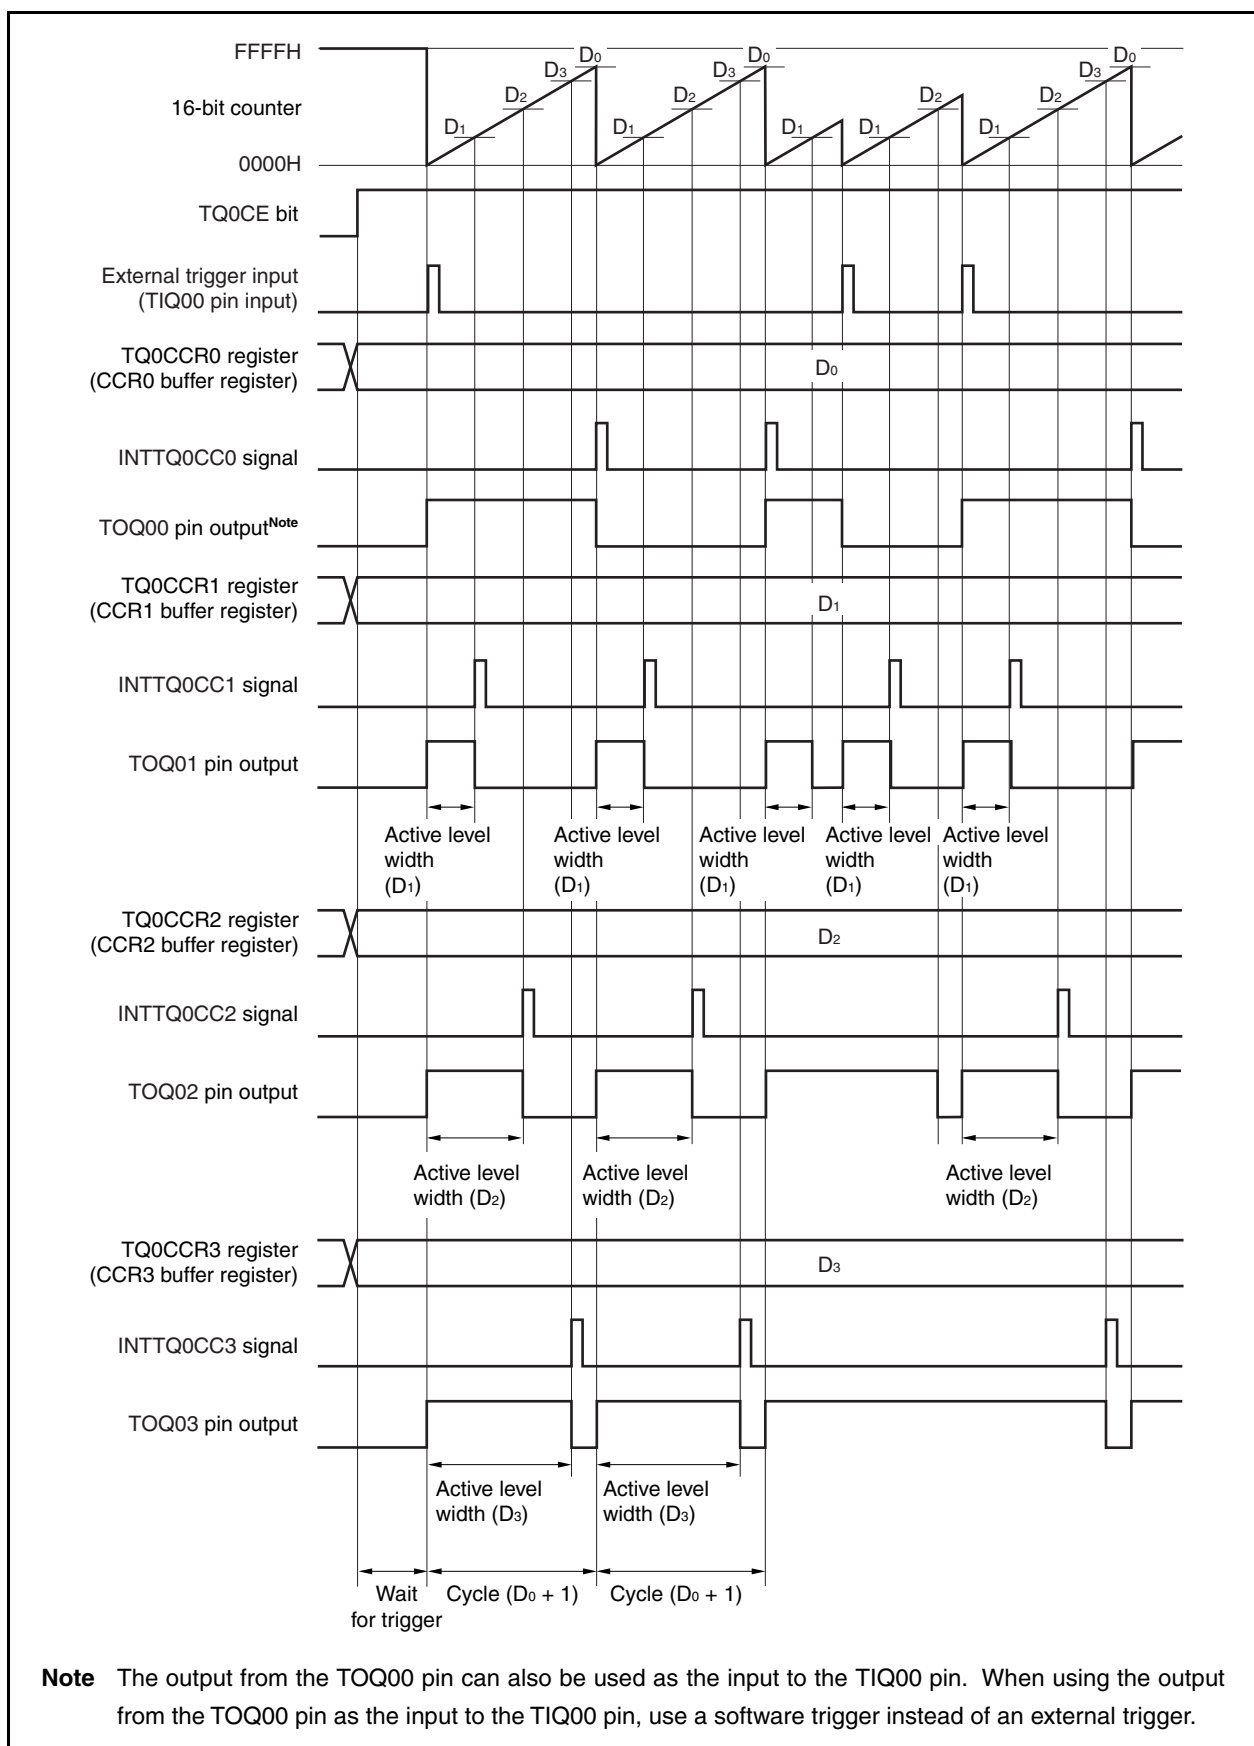 FFFFH
D0 D0 D0
D3 D3 D3
D2 D2 D2 D2
16-bit counter
D1 D1 D1 D1 D1
0000H
TQ0CE bit
External trigger input
(TIQ00 pin input)
TQ0CCR0 register
(CCR0 buffer register)
D0
INTTQ0CC0 signal
TOQ00 pin outputNote
TQ0CCR1 register
(CCR1 buffer register)
D1
INTTQ0CC1 signal
TOQ01 pin output
Active level Active level Active level Active level Active level
width width width width width
(D1) (D1) (D1) (D1) (D1)
TQ0CCR2 register
(CCR2 buffer register)
D2
INTTQ0CC2 signal
TOQ02 pin output
Active level Active level Active level
width (D2) width (D2) width (D2)
TQ0CCR3 register
(CCR3 buffer register)
D3
INTTQ0CC3 signal
TOQ03 pin output
Active level Active level
width (D3) width (D3)
Wait Cycle (D0 + 1) Cycle (D0 + 1)
for trigger
Note The output from the TOQ00 pin can also be used as the input to the TIQ00 pin. When using the output
from the TOQ00 pin as the input to the TIQ00 pin, use a software trigger instead of an external trigger.